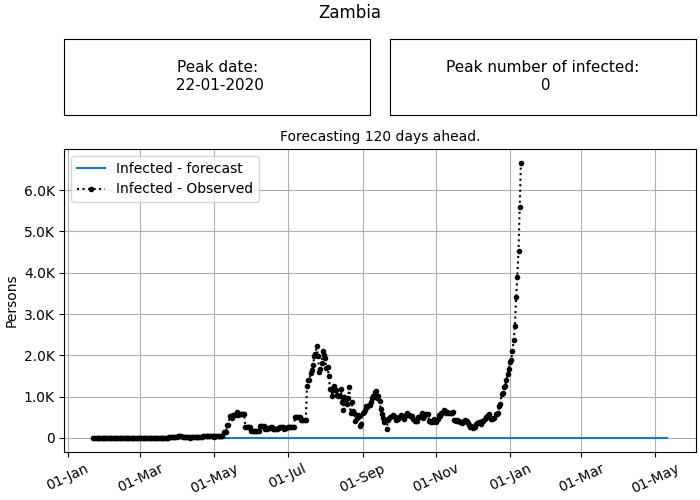 Zambia
Peak date:
22-01-2020
Peak number of infected:
0
Forecasting 120 days ahead.
Infected - forecast
Infected - Observed
Persons
6.0K
5.0K
4.0K
3.0K
2.0K
1.0K
0
01-Jan
01-Mar
01-May
01-Jul
01-Sep
01-Nov
01-Jan
01-Mar
01-May